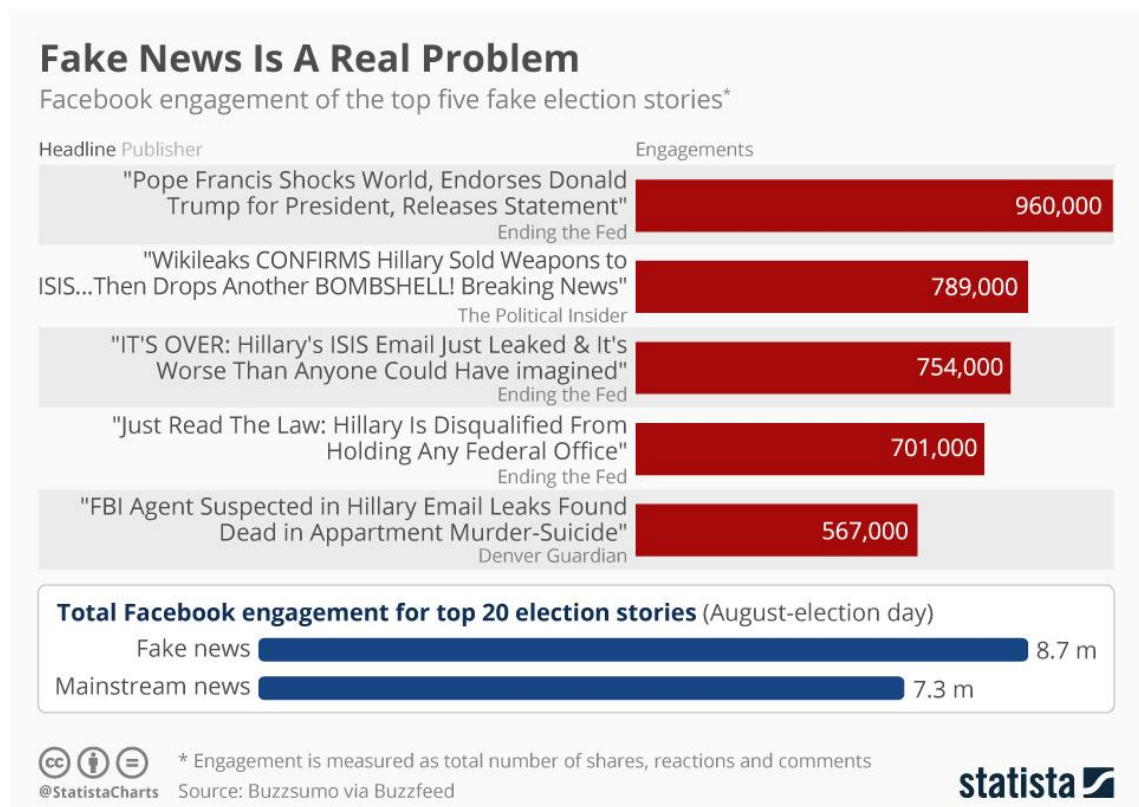 Fake News Is A Real Problem
Facebook engagement of the top five fake election stories*
Headline Publisher
Engagements
"Pope Francis Shocks World, Endorses Donald
Trump for President, Releases Statement"
Ending the Fed
960,000
"Wikileaks CONFIRMS Hillary Sold Weapons to
ISIS...Then Drops Another BOMBSHELL! Breaking News"
The Political Insider
789,000
"IT'S OVER: Hillary's ISIS Email Just Leaked & It's
Worse Than Anyone Could Have imagined"
Ending the Fed
754,000
"Just Read The Law: Hillary Is Disqualified From
Holding Any Federal Office"
Ending the Fed
701,000
"FBI Agent Suspected in Hillary Email Leaks Found
Dead in Appartment Murder-Suicide"
Denver Guardian
567,000
Total Facebook engagement for top 20 election stories (August-election day)
Fake news 8.7 m
Mainstream news 7.3 m
cc
@StatistaCharts
* Engagement is measured as total number of shares, reactions and comments
Source: Buzzsumo via Buzzfeed
statista